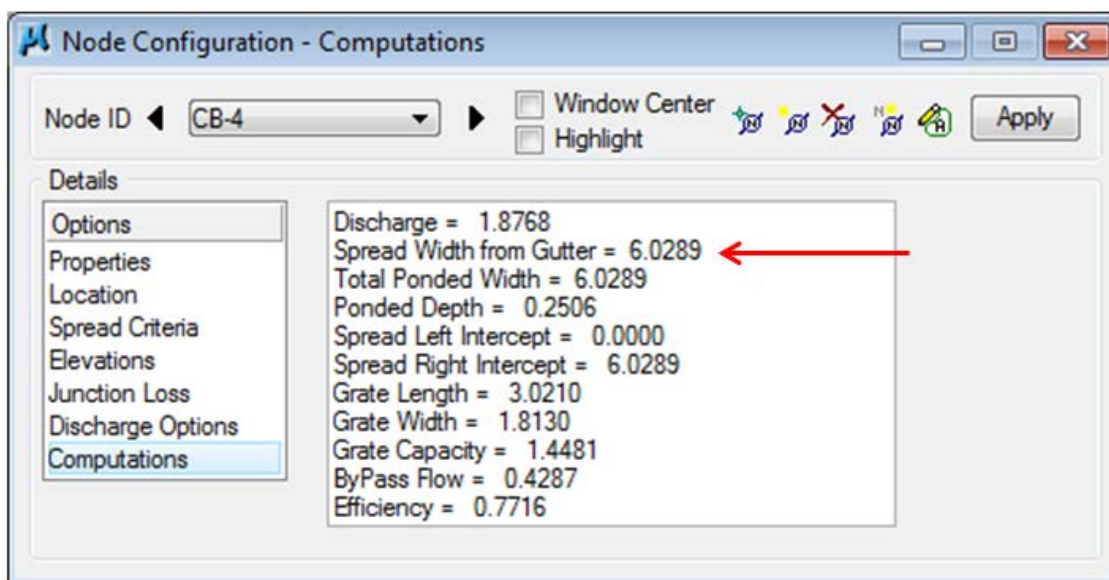 Node Configuration - Computations
Node ID
CB-4
Window Center
Highlight
Apply
Details
Options
Properties
Location
Spread Criteria
Elevations
Junction Loss
Discharge Options
Computations
Discharge = 1.8768
Spread Width from Gutter = 6.0289
Total Ponded Width = 6.0289
Ponded Depth = 0.2506
Spread Left Intercept = 0.0000
Spread Right Intercept = 6.0289
Grate Length = 3.0210
Grate Width = 1.8130
Grate Capacity = 1.4481
ByPass Flow = 0.4287
Efficiency = 0.7716